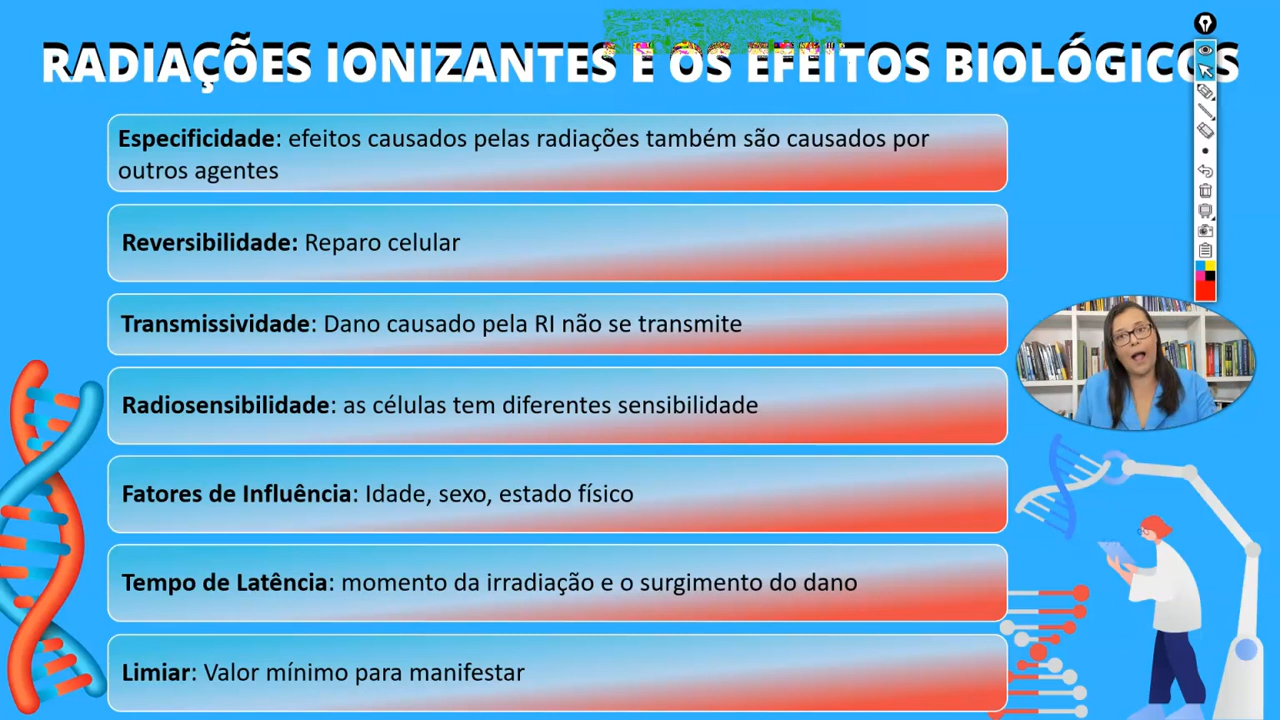 RADIAÇÕES IONIZANTES E OS EFEITOS BIOLÓGICOS
Especificidade: efeitos causados pelas radiações também são causados por
outros agentes
Reversibilidade: Reparo celular
Transmissividade: Dano causado pela RI não se transmite
Radiosensibilidade: as células tem diferentes sensibilidade
Fatores de Influência: Idade, sexo, estado físico
Tempo de Latência: momento da irradiação e o surgimento do dano
Limiar: Valor mínimo para manifestar